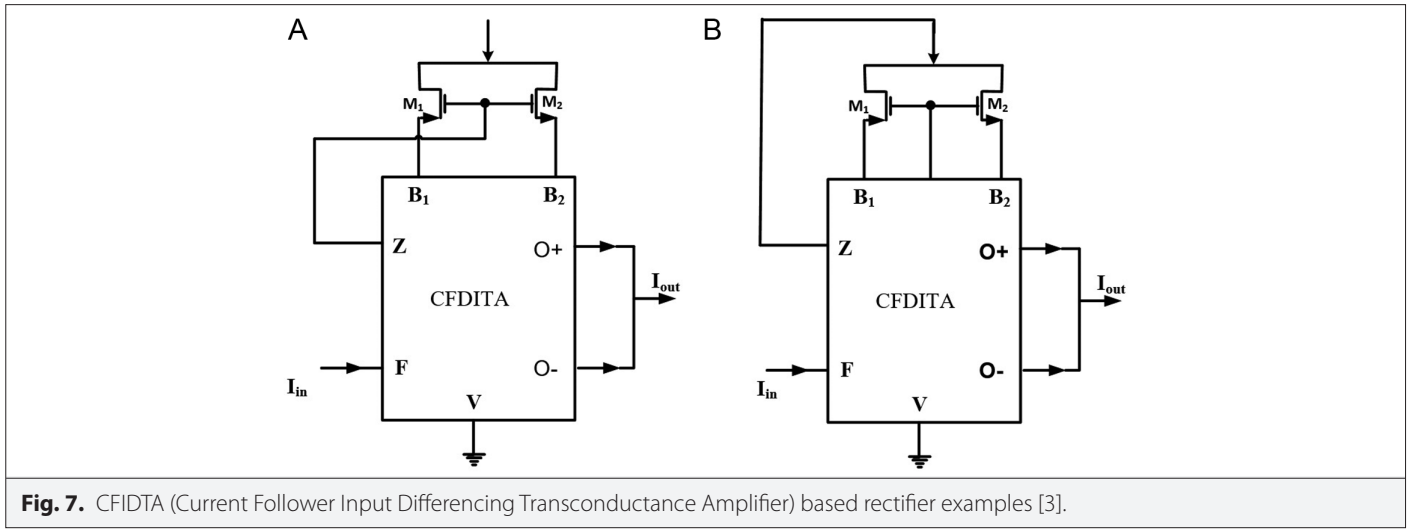 A
B
M₁
M₂
B₁
B₂
Z
O+
CFDITA
Iout
F
O-
Iin
V
M₁
M₂
B₁
B₂
Z
O+
CFDITA
Iout
F
O-
Iin
V
Fig. 7. CFIDTA (Current Follower Input Differencing Transconductance Amplifier) based rectifier examples [3].